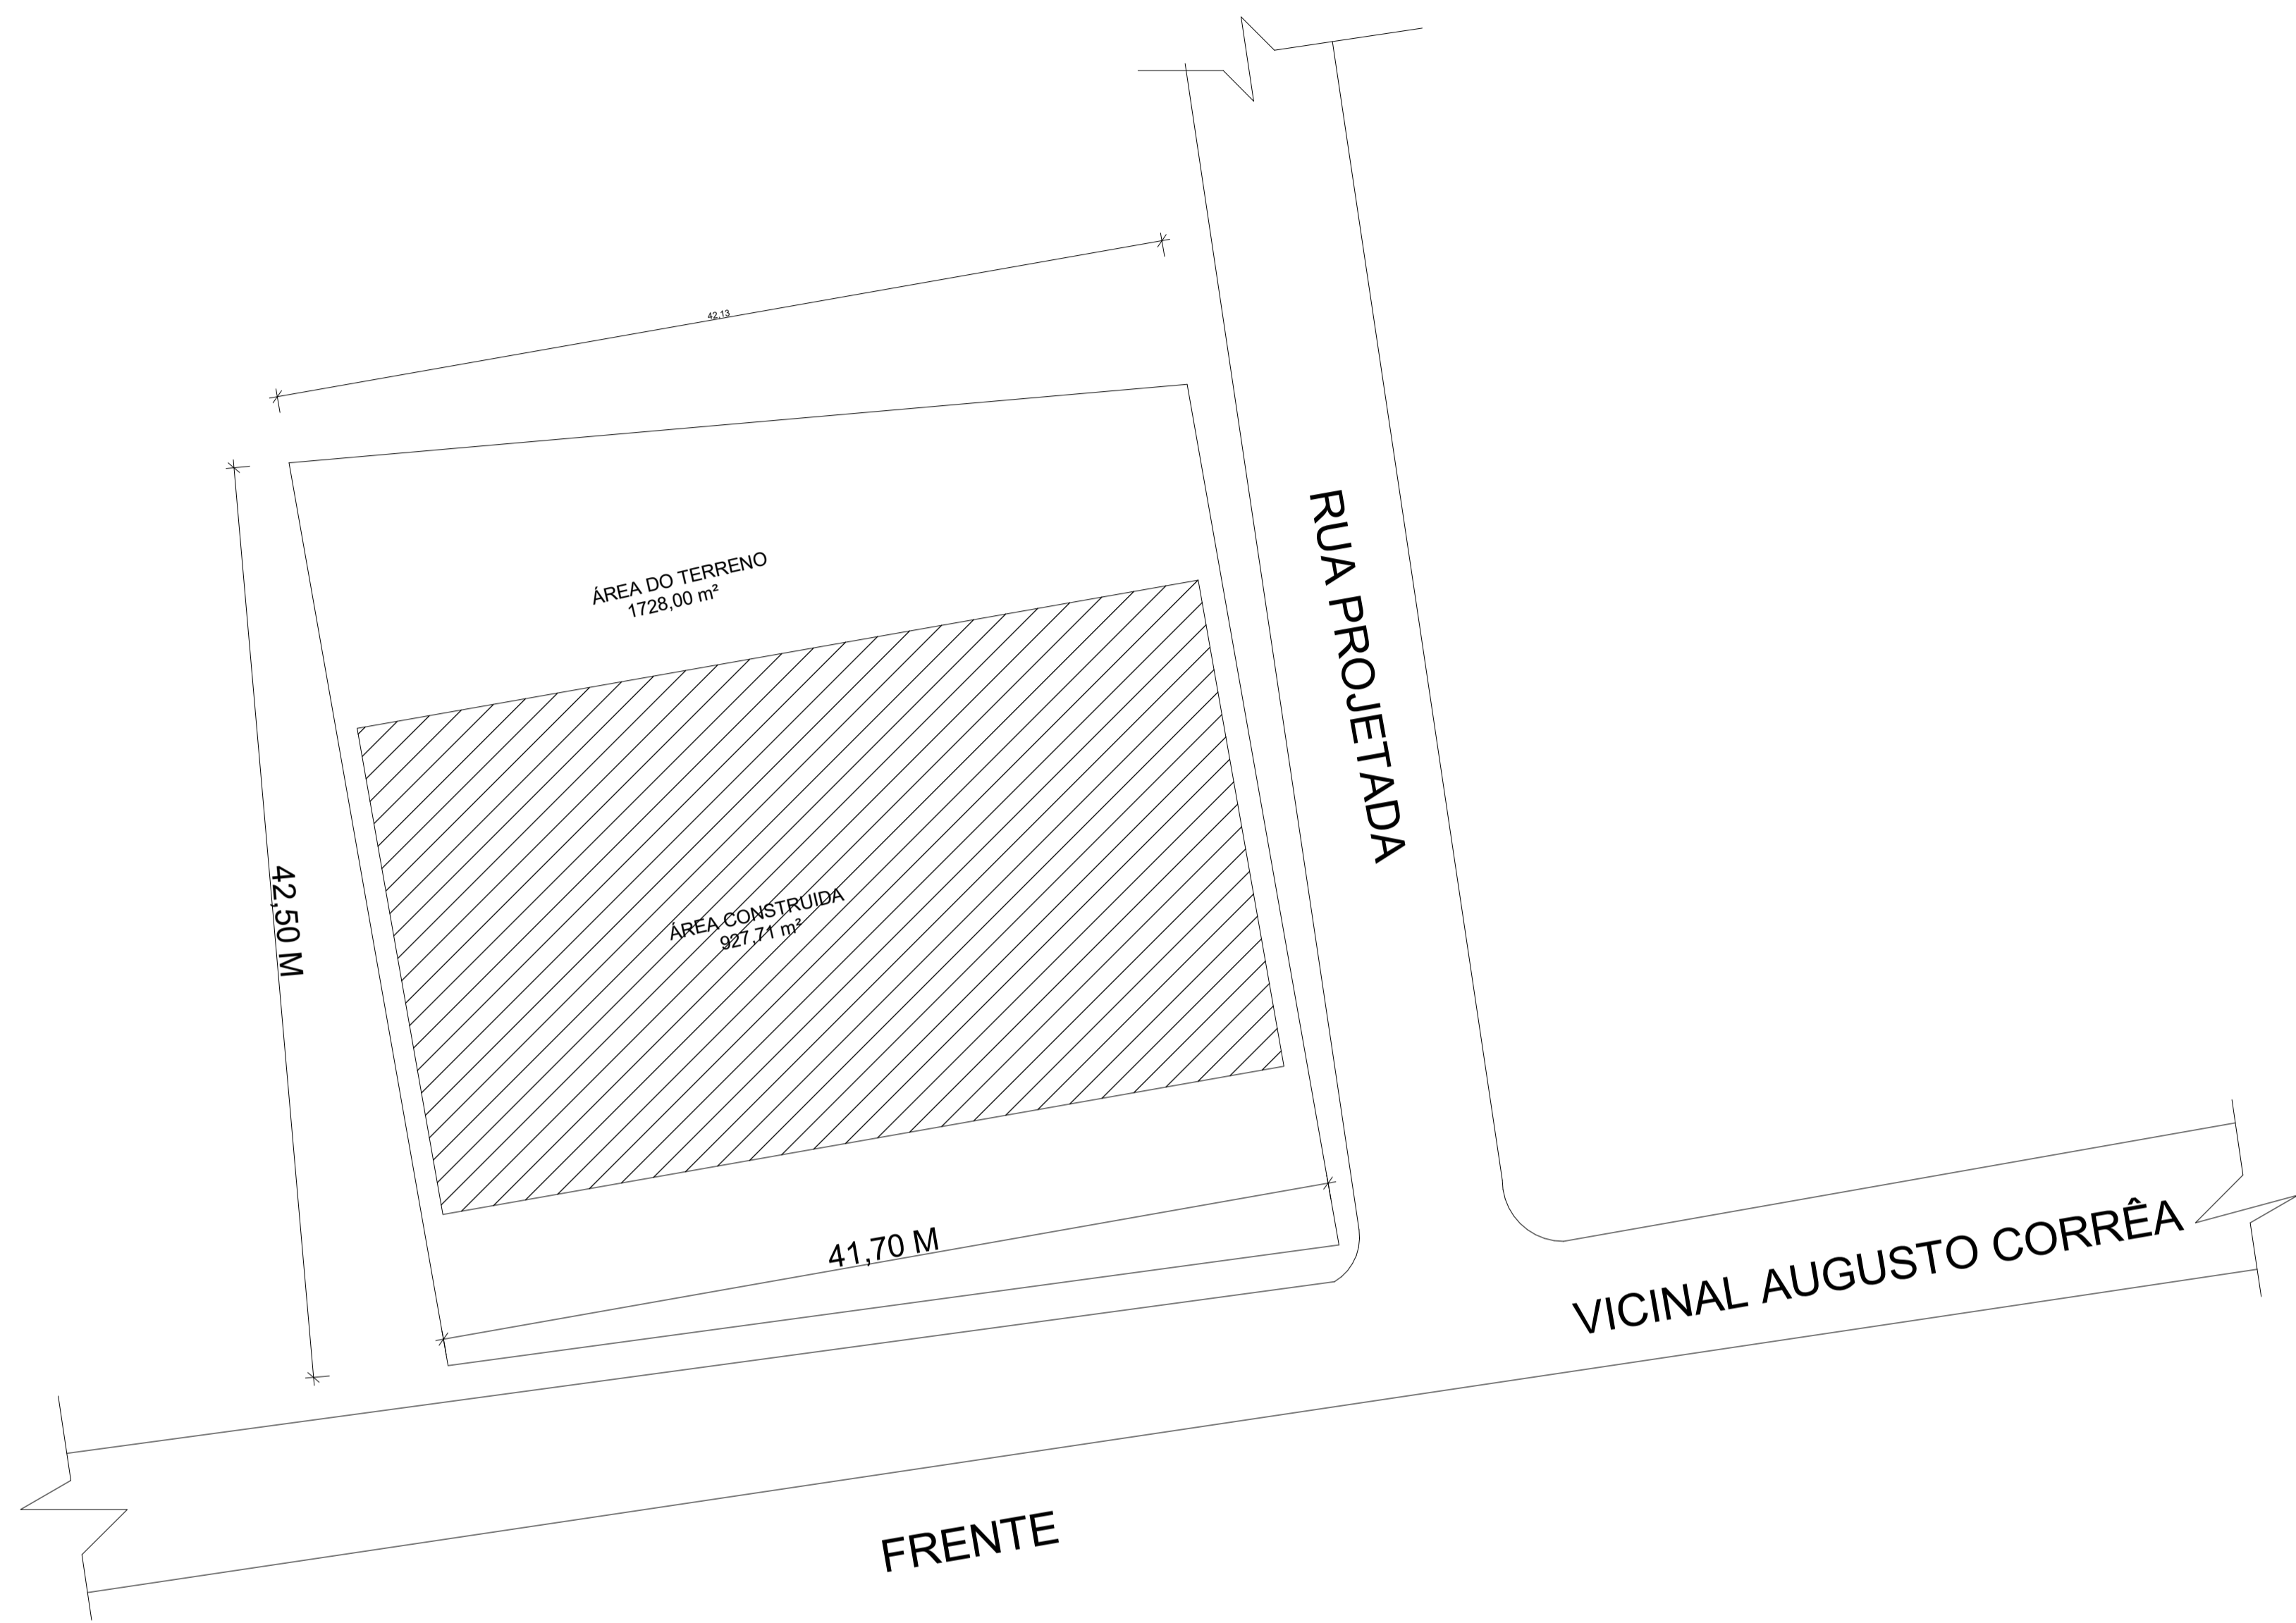 42,13
RUA PROJETADA
ÁREA DO TERRENO
1728,00 m²
42,50 M
ÁREA CONSTRUIDA
927,71 m²
41,70 M
VICINAL AUGUSTO CORRÊA
FRENTE